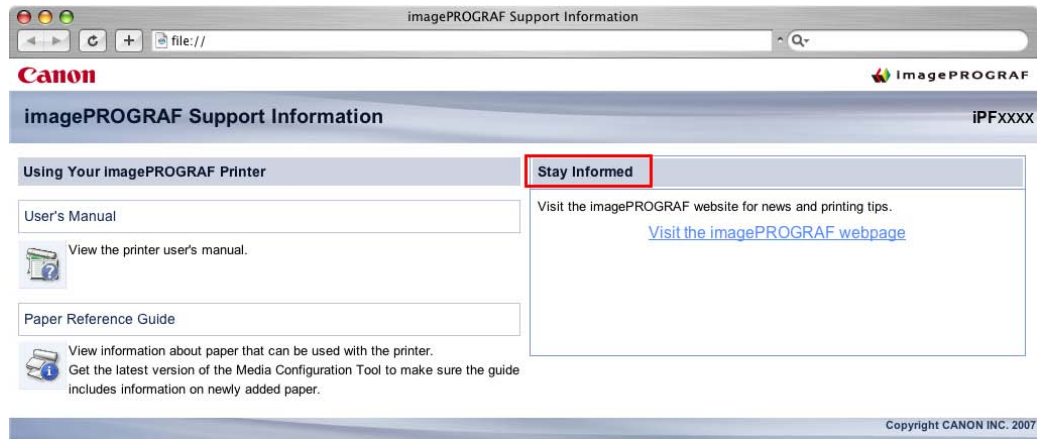 imagePROGRAF Support Information
file://
Canon
imagePROGRAF
imagePROGRAF Support Information
iPFxxxx
Using Your imagePROGRAF Printer
User's Manual
View the printer user's manual.
Paper Reference Guide
View information about paper that can be used with the printer.
Get the latest version of the Media Configuration Tool to make sure the guide
includes information on newly added paper.
Stay Informed
Visit the imagePROGRAF website for news and printing tips.
Visit the imagePROGRAF webpage
Copyright CANON INC. 2007